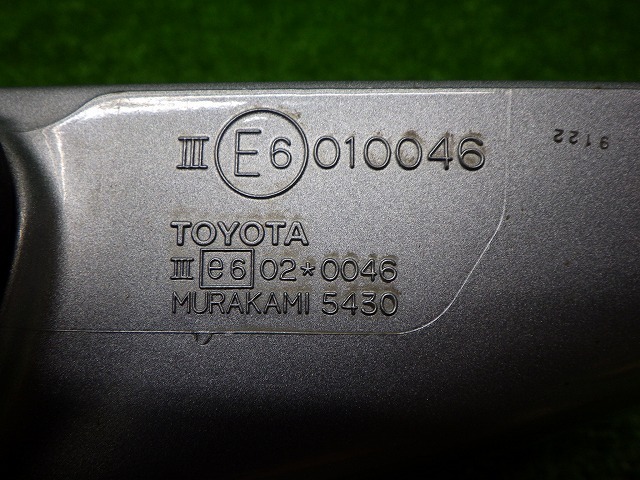 III E6 010046
9122
TOYOTA
III e6 02*0046
MURAKAMI 5430